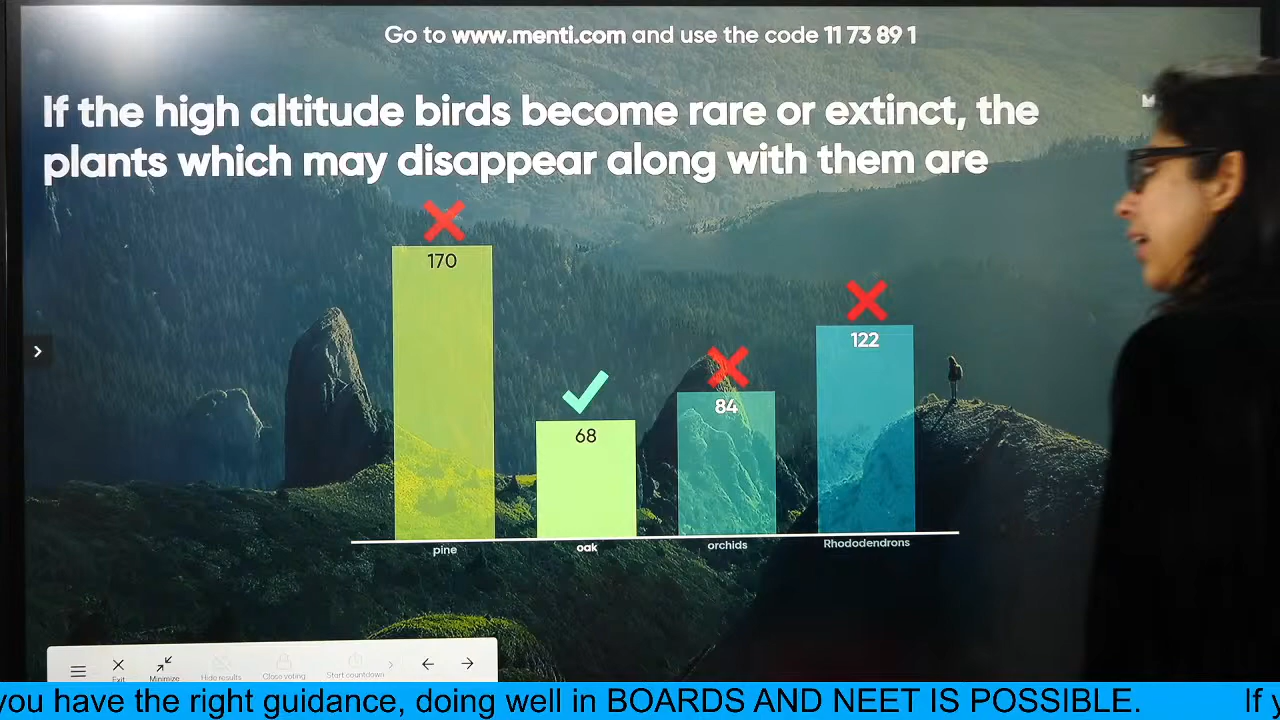 Go to www.menti.com and use the code 11 73 89 1
If the high altitude birds become rare or extinct, the
plants which may disappear along with them are
170
122
84
68
pine
oak
orchids
Rhododendrons
Exit
Minimize
Hide results
Close voting
Start countdown
you have the right guidance, doing well in BOARDS AND NEET IS POSSIBLE.
If y